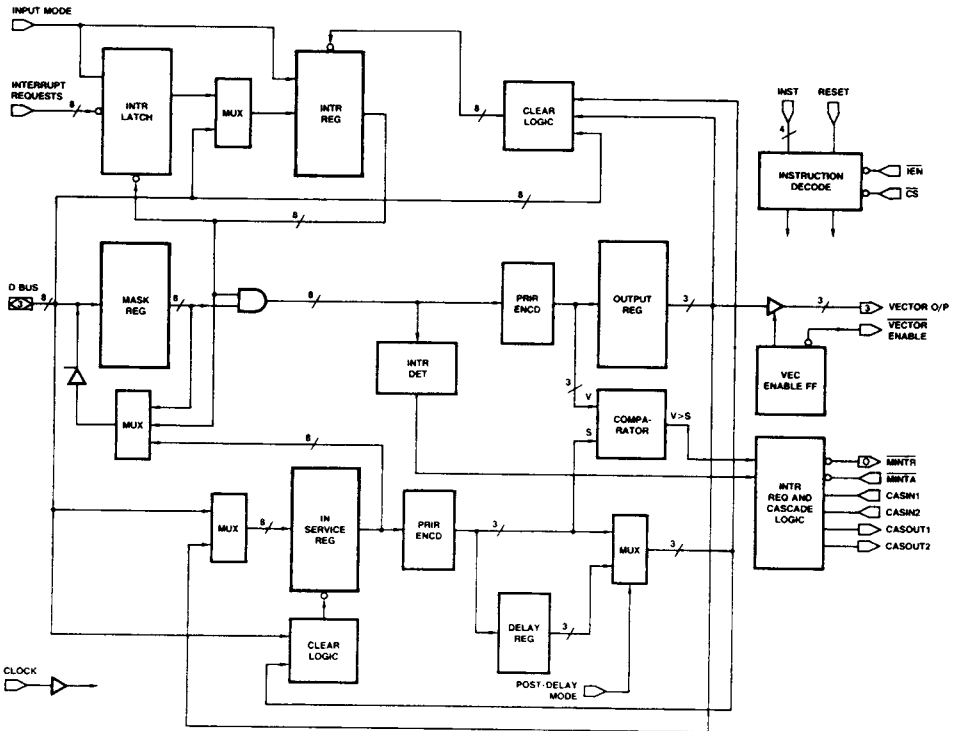 INPUT MODE
INTERRUPT
REQUESTS
8
INTR
LATCH
MUX
INTR
REG
8
CLEAR
LOGIC
INST
RESET
4
INSTRUCTION
DECODE
IEN
CS
8
8
D BUS
3
8
MASK
REG
8
8
PRIR
ENCD
OUTPUT
REG
3
3
3
VECTOR O/P
VECTOR
ENABLE
VEC
ENABLE FF
INTR
DET
MUX
8
3
V
S
COMPA-
RATOR
V>S
INTR
REQ AND
CASCADE
LOGIC
0
MINTR
MINTA
CASIN1
CASIN2
CASOUT1
CASOUT2
MUX
8
IN
SERVICE
REG
PRIR
ENCD
3
MUX
3
DELAY
REG
3
CLEAR
LOGIC
POST-DELAY
MODE
CLOCK